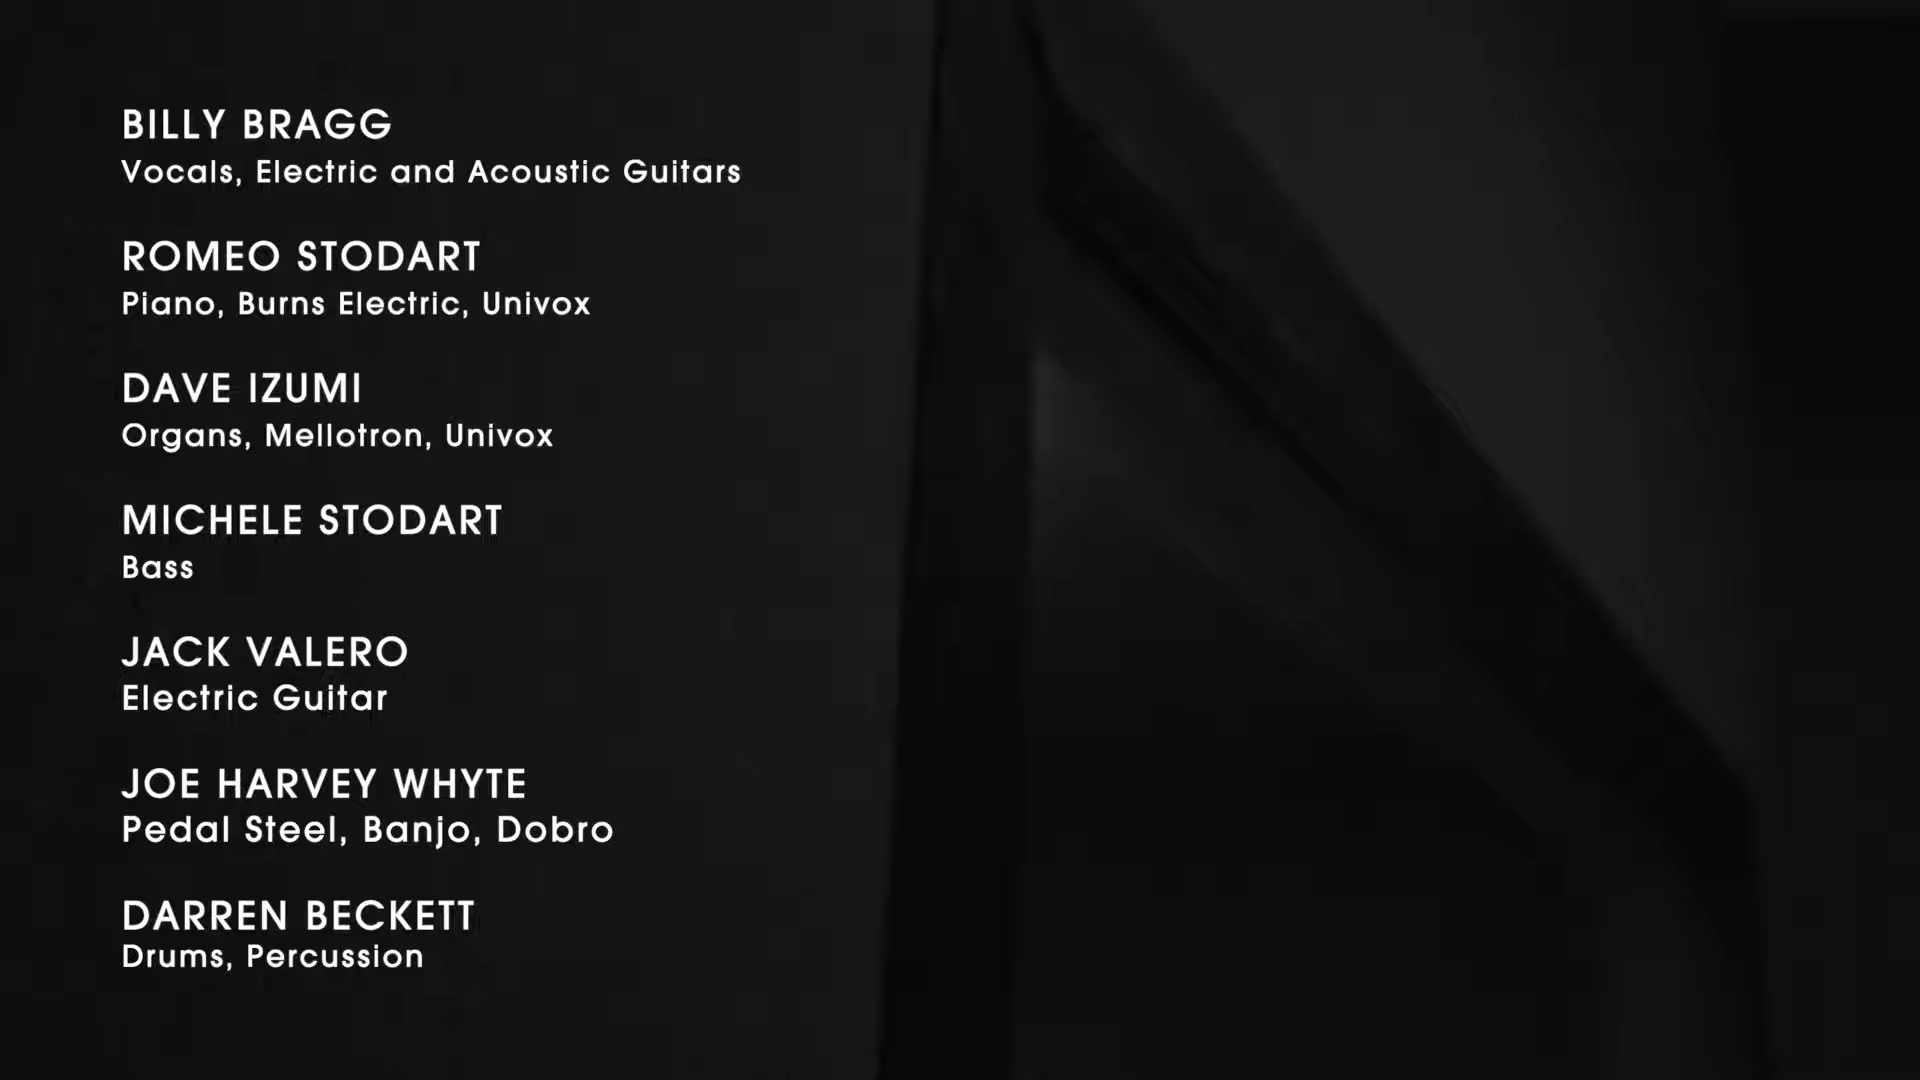 BILLY BRAGG
Vocals, Electric and Acoustic Guitars
ROMEO STODART
Piano, Burns Electric, Univox
DAVE IZUMI
Organs, Mellotron, Univox
MICHELE STODART
Bass
JACK VALERO
Electric Guitar
JOE HARVEY WHYTE
Pedal Steel, Banjo, Dobro
DARREN BECKETT
Drums, Percussion